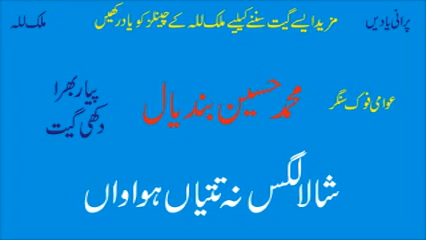 پرانی یادیں
مزید ایسے گیت سننے کیلیے ملک للہ کے چینلز کو یاد رکھیں
ملک للہ
عوامی فوک سنگر
محمد حسین بندیال
پیار بھرا
دکھی گیت
شالا لگس نہ تتیاں ہواواں